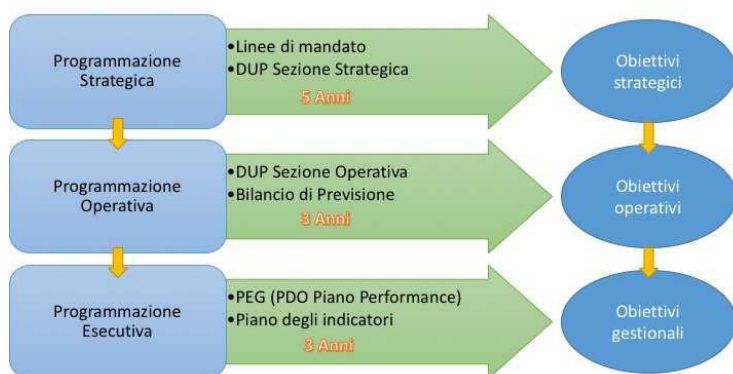 Programmazione
Strategica
•Linee di mandato
•DUP Sezione Strategica
5 Anni
Obiettivi
strategici
Programmazione
Operativa
•DUP Sezione Operativa
•Bilancio di Previsione
3 Anni
Obiettivi
operativi
Programmazione
Esecutiva
•PEG (PDO Piano Performance)
•Piano degli indicatori
3 Anni
Obiettivi
gestionali